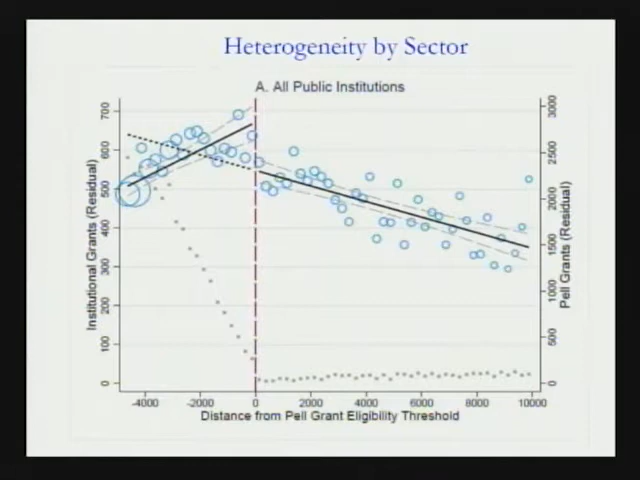 Heterogeneity by Sector
A. All Public Institutions
Institutional Grants (Residual)
700
600
500
400
300
200
100
0
3000
2500
2000
1500
1000
500
0
Pell Grants (Residual)
-4000 -2000 0 2000 4000 6000 8000 10000
Distance from Pell Grant Eligibility Threshold